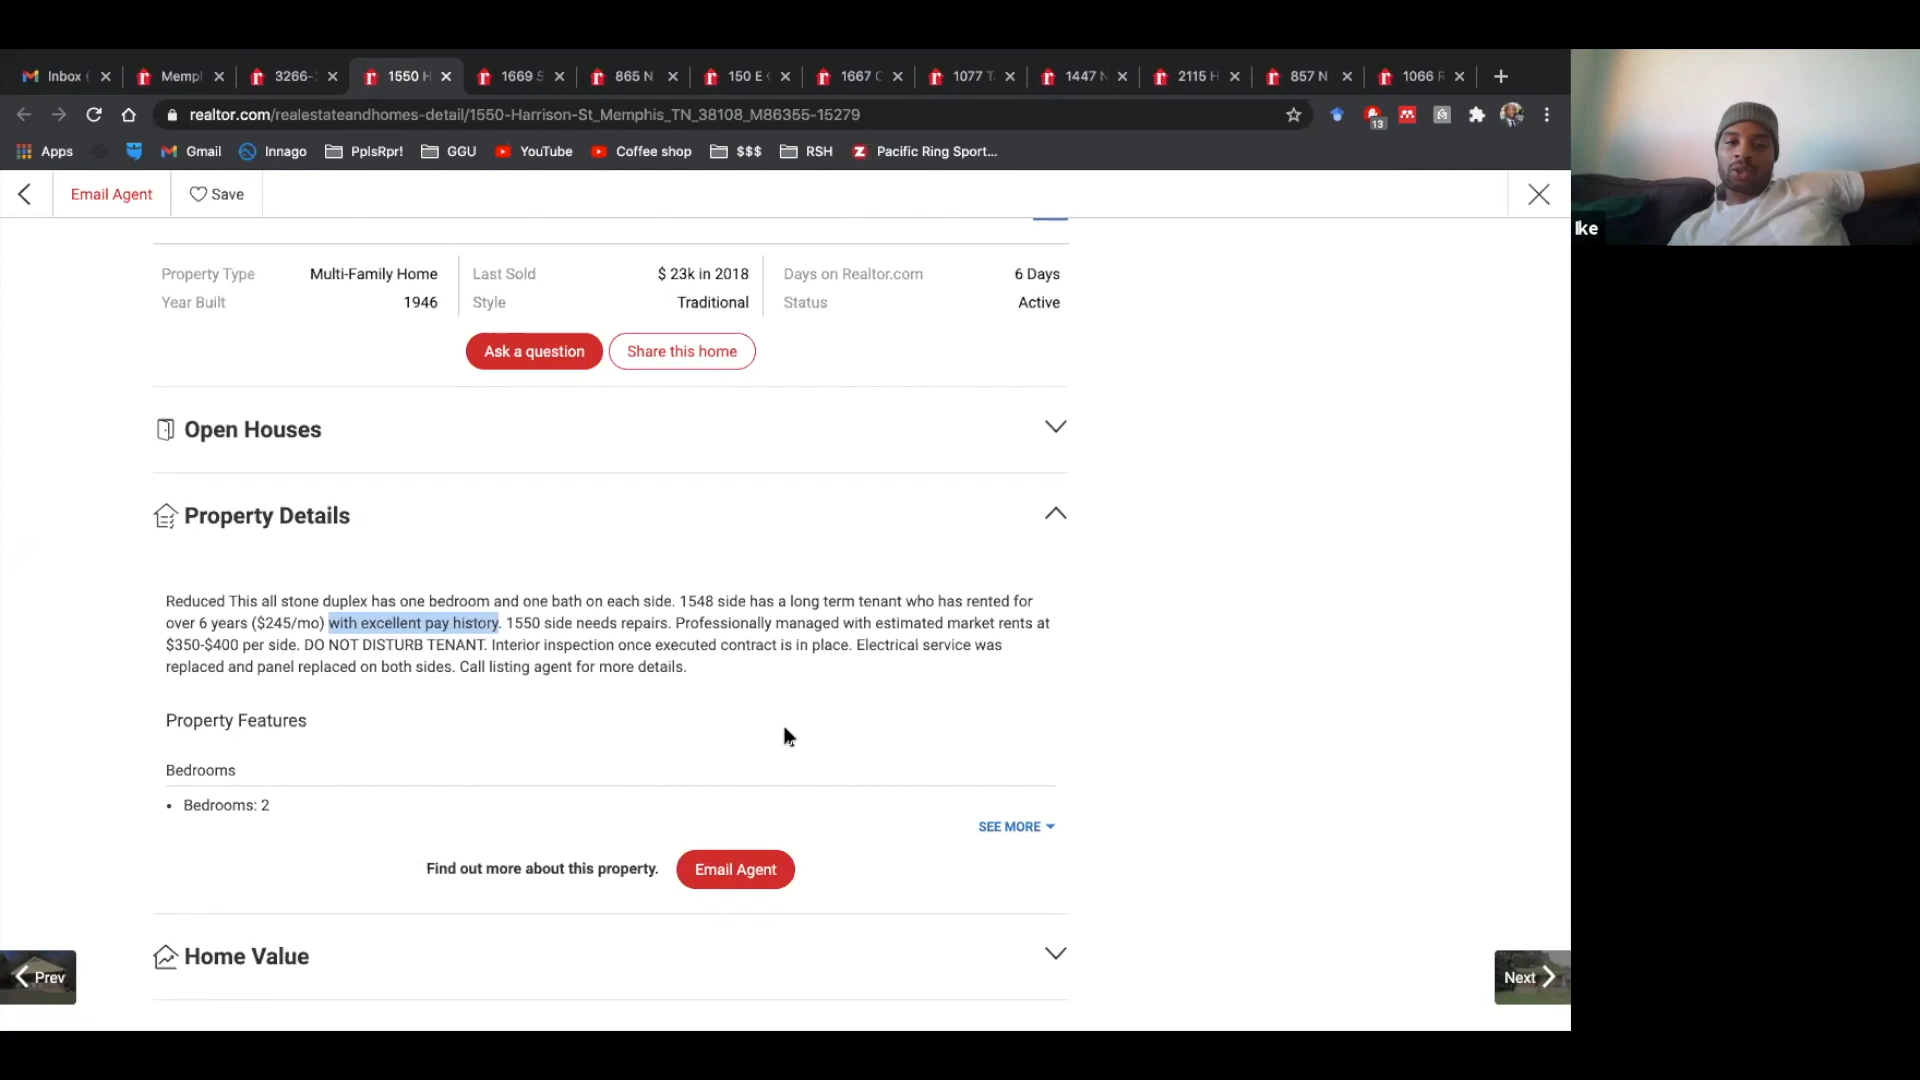 Inbox (
Memp
3266-
1550 H
1669 S
865 N
150 E
1667 C
1077 T
1447 N
2115 H
857 N
1066 R
realtor.com/realestateandhomes-detail/1550-Harrison-St_Memphis_TN_38108_M86355-15279
13
Apps
Gmail
Innago
PplsRpr!
GGU
YouTube
Coffee shop
$$$
RSH
Pacific Ring Sport...
Email Agent
Save
Ike
Property Type Multi-Family Home Last Sold $ 23k in 2018 Days on Realtor.com 6 Days
Year Built 1946 Style Traditional Status Active
Ask a question
Share this home
Open Houses
Property Details
Reduced This all stone duplex has one bedroom and one bath on each side. 1548 side has a long term tenant who has rented for
over 6 years ($245/mo) with excellent pay history. 1550 side needs repairs. Professionally managed with estimated market rents at
$350-$400 per side. DO NOT DISTURB TENANT. Interior inspection once executed contract is in place. Electrical service was
replaced and panel replaced on both sides. Call listing agent for more details.
Property Features
Bedrooms
• Bedrooms: 2
SEE MORE
Find out more about this property.
Email Agent
Home Value
Prev
Next